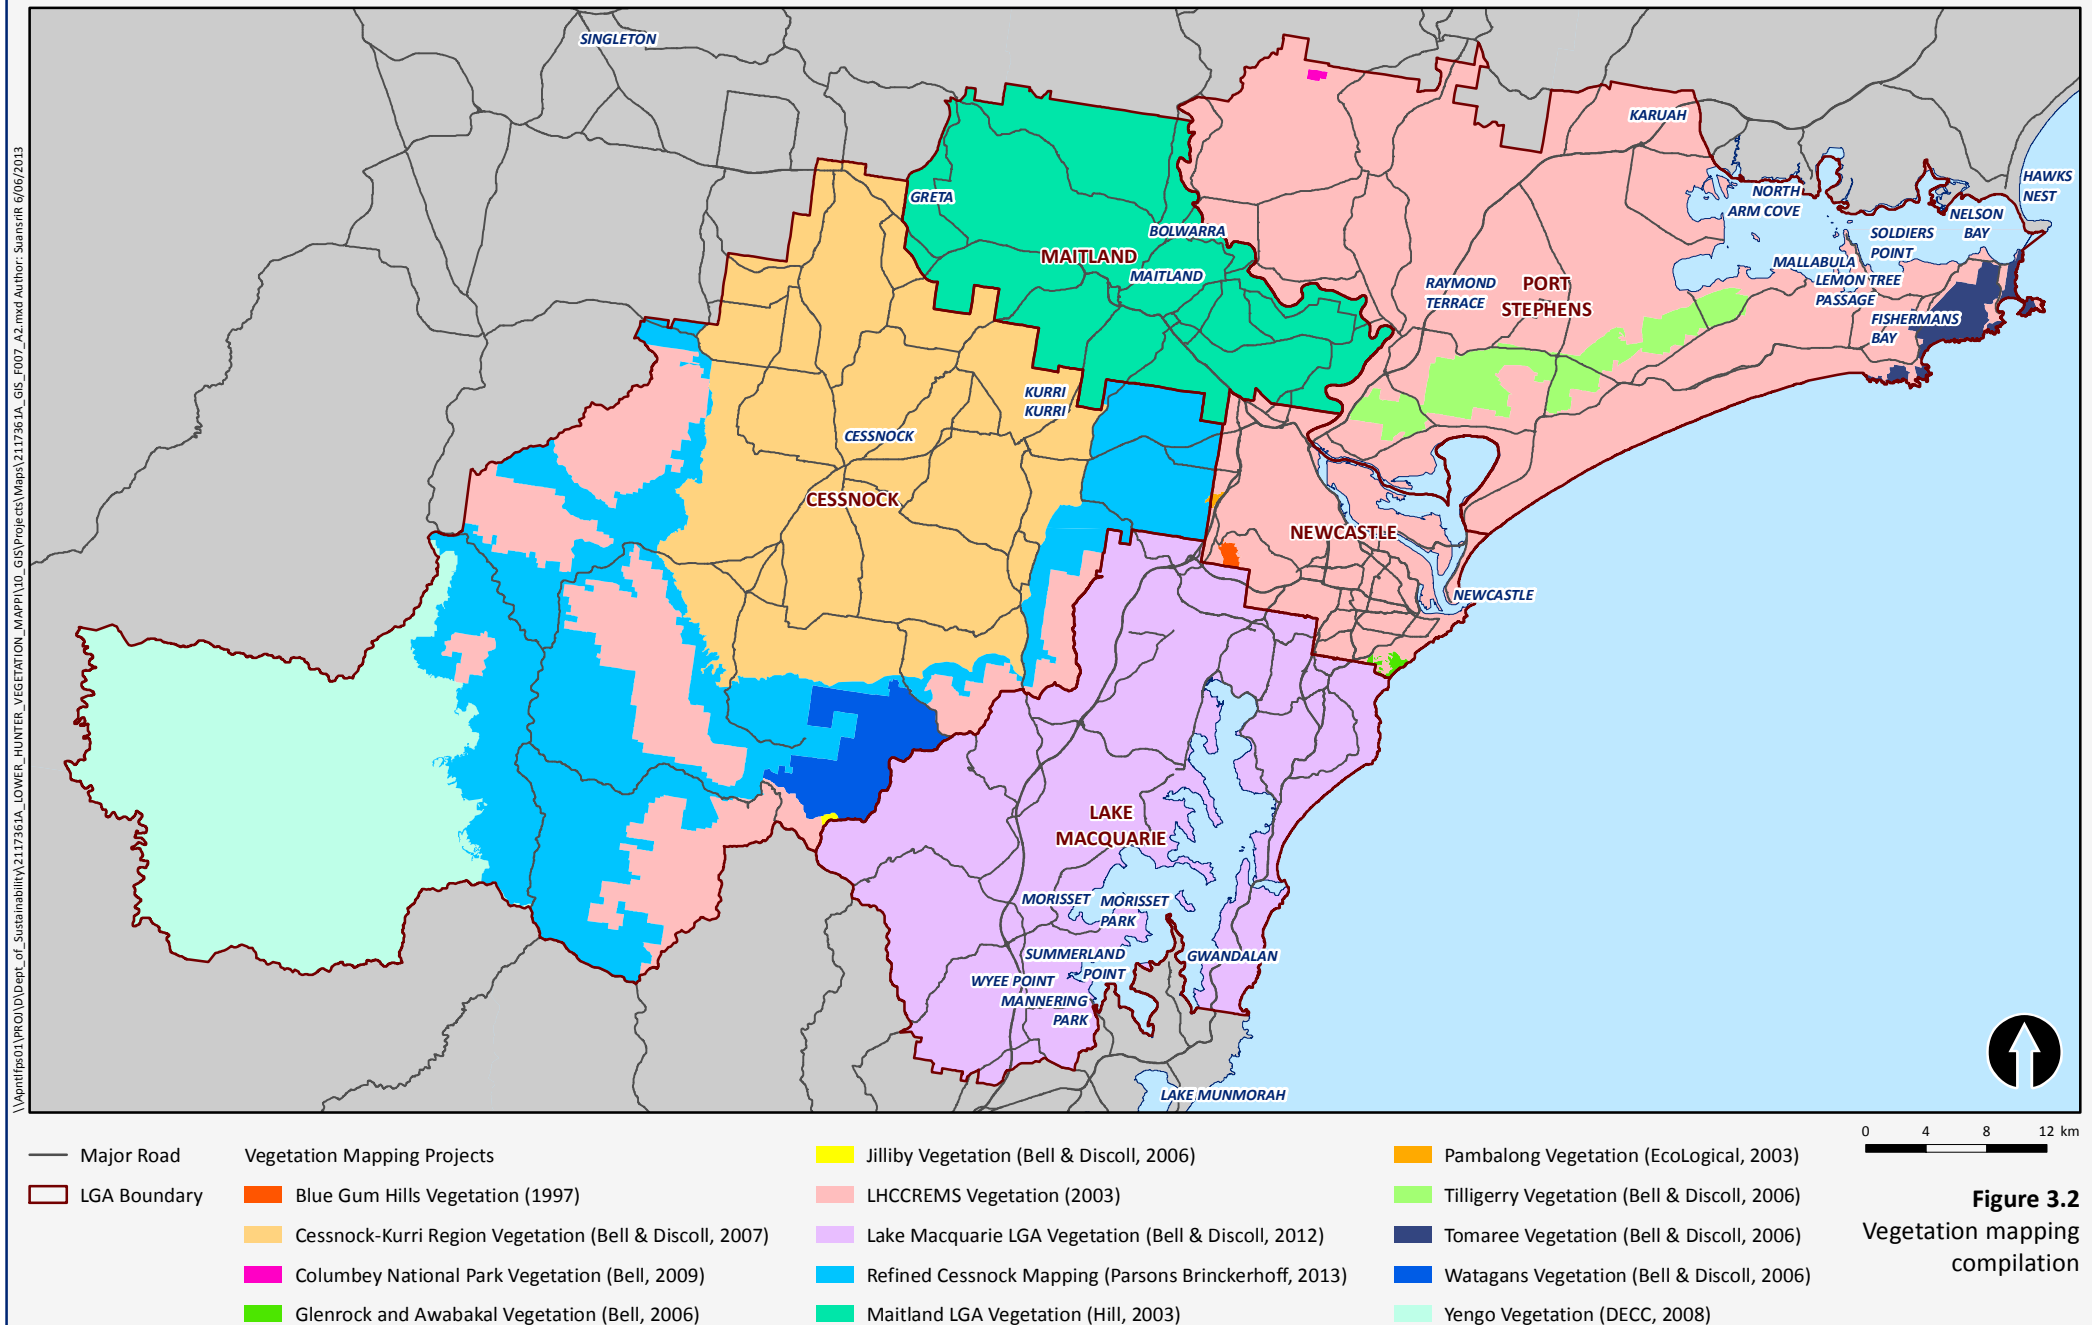 SINGLETON
KARUAH
HAWKS
NEST
NORTH
ARM COVE
NELSON
BAY
GRETA
BOLWARRA
SOLDIERS
POINT
MAITLAND
MAITLAND
MALLABULA
LEMON TREE
PASSAGE
RAYMOND
TERRACE
PORT
STEPHENS
FISHERMANS
BAY
KURRI
KURRI
CESSNOCK
CESSNOCK
NEWCASTLE
NEWCASTLE
LAKE
MACQUARIE
MORISSET
MORISSET
PARK
SUMMERLAND
POINT
GWANDALAN
WYEE POINT
MANNERING
PARK
LAKE MUNMORAH
\\Apntlfps01\PROJ\D\Dept_of_Sustainability\2117361A_LOWER_HUNTER_VEGETATION_MAPPI\10_GIS\Projects\Maps\2117361A_GIS_F007_A2.mxd Author: SuansriR 6/06/2013
Major Road
LGA Boundary
Vegetation Mapping Projects
Blue Gum Hills Vegetation (1997)
Cessnock-Kurri Region Vegetation (Bell & Discoll, 2007)
Columbey National Park Vegetation (Bell, 2009)
Glenrock and Awabakal Vegetation (Bell, 2006)
Jilliby Vegetation (Bell & Discoll, 2006)
LHCCREMS Vegetation (2003)
Lake Macquarie LGA Vegetation (Bell & Discoll, 2012)
Refined Cessnock Mapping (Parsons Brinckerhoff, 2013)
Maitland LGA Vegetation (Hill, 2003)
Pambalong Vegetation (EcoLogical, 2003)
Tilligerry Vegetation (Bell & Discoll, 2006)
Tomaree Vegetation (Bell & Discoll, 2006)
Watagans Vegetation (Bell & Discoll, 2006)
Yengo Vegetation (DECC, 2008)
0 4 8 12 km
Figure 3.2
Vegetation mapping
compilation